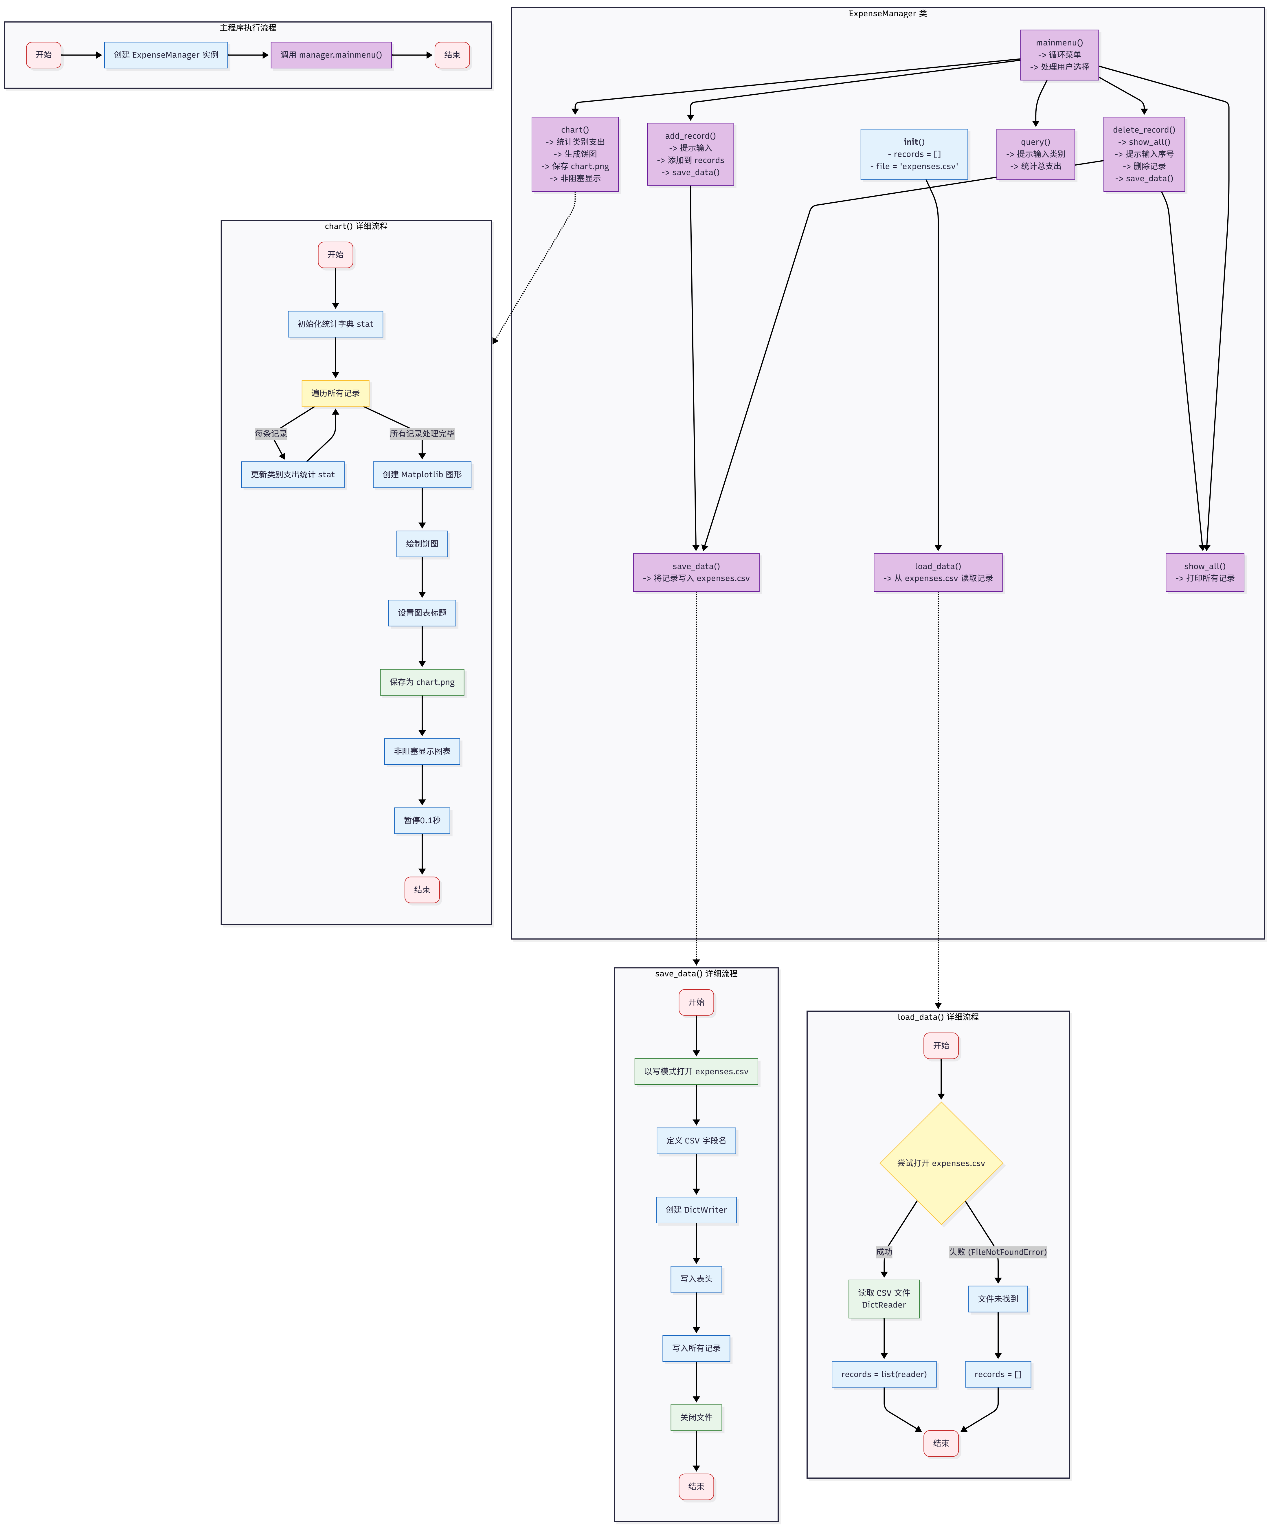 主程序执行流程
开始
创建 ExpenseManager 实例
调用 manager.mainmenu()
结束
ExpenseManager 类
mainmenu()
-> 循环菜单
-> 处理用户选择
chart()
-> 统计类别支出
-> 生成饼图
-> 保存 chart.png
-> 非阻塞显示
add_record()
-> 提示输入
-> 添加到 records
-> save_data()
init()
- records = []
- file = 'expenses.csv'
query()
-> 提示输入类别
-> 统计总支出
delete_record()
-> show_all()
-> 提示输入序号
-> 删除记录
-> save_data()
save_data()
-> 将记录写入 expenses.csv
load_data()
-> 从 expenses.csv 读取记录
show_all()
-> 打印所有记录
chart() 详细流程
开始
初始化统计字典 stat
遍历所有记录
每条记录
所有记录处理完毕
更新类别支出统计 stat
创建 Matplotlib 图形
绘制饼图
设置图表标题
保存为 chart.png
非阻塞显示图表
暂停0.1秒
结束
save_data() 详细流程
开始
以写模式打开 expenses.csv
定义 CSV 字段名
创建 DictWriter
写入表头
写入所有记录
关闭文件
结束
load_data() 详细流程
开始
尝试打开 expenses.csv
成功
失败 (FileNotFoundError)
读取 CSV 文件
DictReader
文件未找到
records = list(reader)
records = []
结束